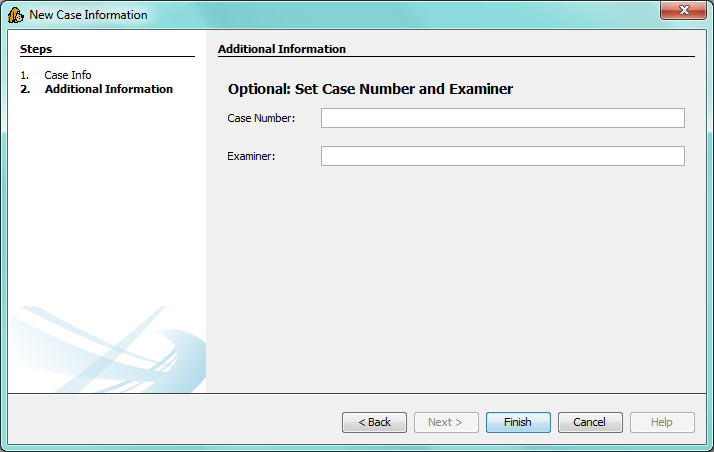 New Case Information
Steps
1. Case Info
2. Additional Information
Additional Information
Optional: Set Case Number and Examiner
Case Number:
Examiner:
< Back Next > Finish Cancel Help